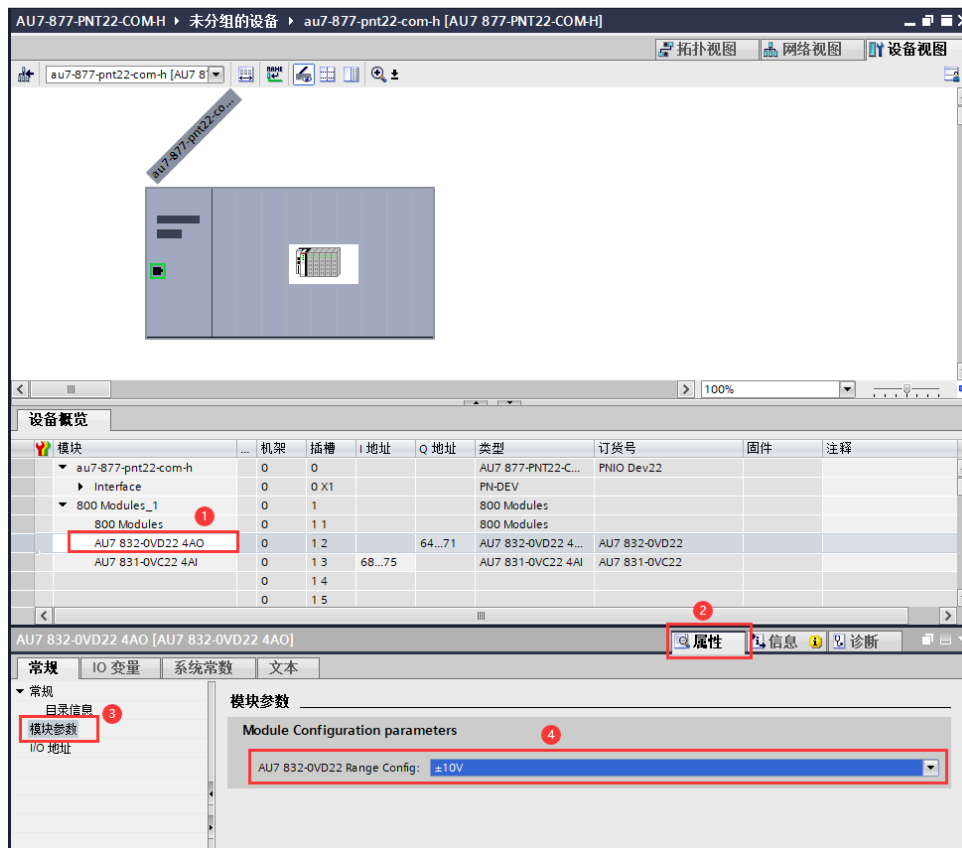 AU7-877-PNT22-COM-H ▸ 未分组的设备 ▸ au7-877-pnt22-com-h [AU7 877-PNT22-COM-H]
拓扑视图 网络视图 设备视图
au7-877-pnt22-com-h [AU7 8
au7-877-pnt22-co...
100%
设备概览
模块 ... 机架 插槽 I 地址 Q 地址 类型 订货号 固件 注释
au7-877-pnt22-com-h 0 0 AU7 877-PNT22-C... PNIO Dev22
Interface 0 0 X1 PN-DEV
800 Modules_1 0 1 800 Modules
1
800 Modules 0 1 1 800 Modules
AU7 832-0VD22 4AO 0 1 2 64...71 AU7 832-0VD22 4... AU7 832-0VD22
AU7 831-0VC22 4AI 0 1 3 68...75 AU7 831-0VC22 4AI AU7 831-0VC22
0 1 4
0 1 5
2
AU7 832-0VD22 4AO [AU7 832-0VD22 4AO]
属性 信息 诊断
常规 IO 变量 系统常数 文本
常规
目录信息
3
模块参数
I/O 地址
模块参数
Module Configuration parameters
4
AU7 832-0VD22 Range Config: ±10V